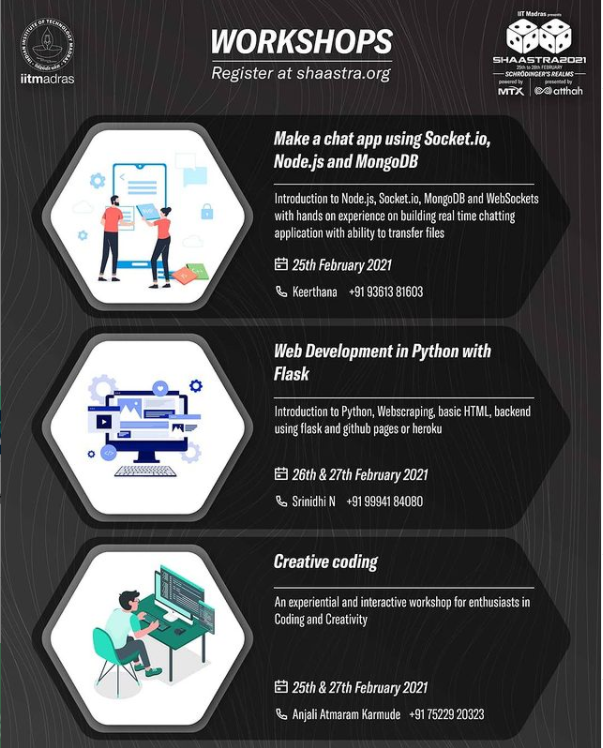 INDIAN INSTITUTE OF TECHNOLOGY MADRAS
iitmadras
WORKSHOPS
Register at shaastra.org
IIT Madras presents
SHAASTRA2021
25th to 28th FEBRUARY
SCHRÖDINGER'S REALMS
powered by
MTX
presented by
atthah
Make a chat app using Socket.io,
Node.js and MongoDB
Introduction to Node.js, Socket.io, MongoDB and WebSockets
with hands on experience on building real time chatting
application with ability to transfer files
25th February 2021
Keerthana +91 93613 81603
Web Development in Python with
Flask
Introduction to Python, Webscraping, basic HTML, backend
using flask and github pages or heroku
26th & 27th February 2021
Srinidhi N +91 99941 84080
Creative coding
An experiential and interactive workshop for enthusiasts in
Coding and Creativity
25th & 27th February 2021
Anjali Atmaram Karmude +91 75229 20323